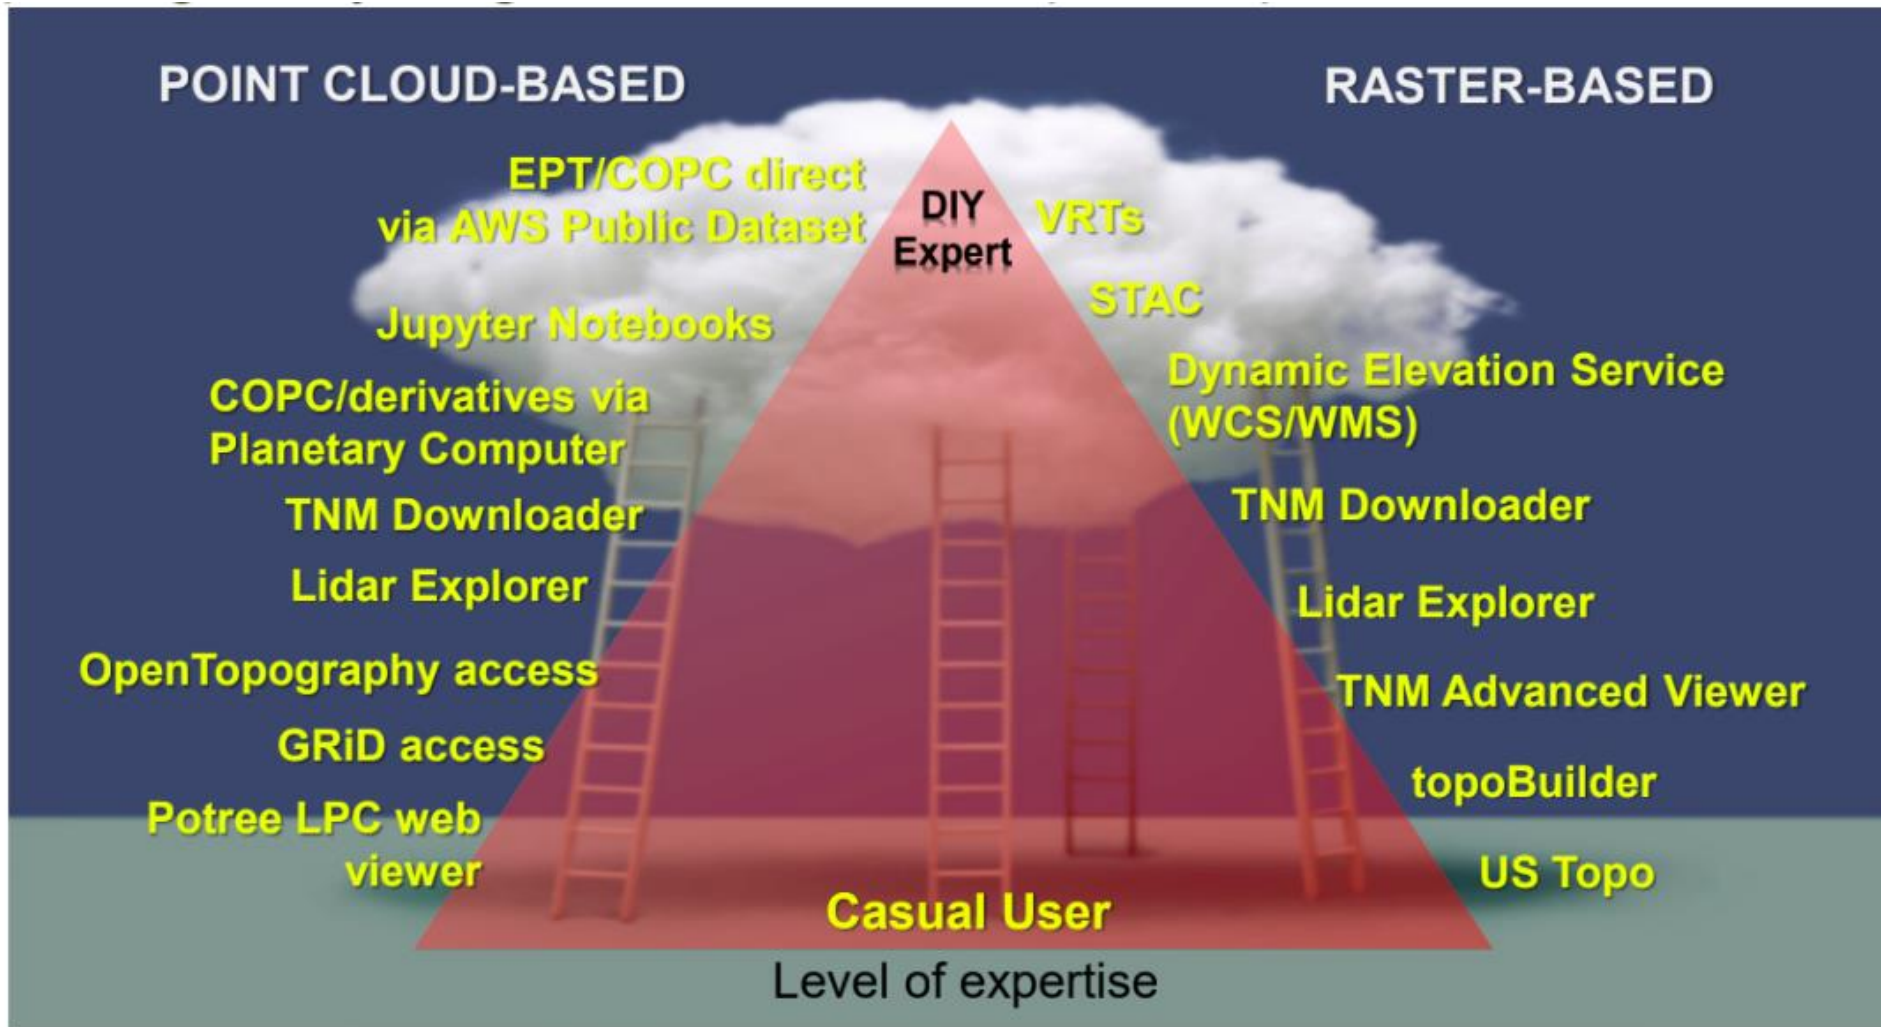 POINT CLOUD-BASED
EPT/COPC direct
via AWS Public Dataset
Jupyter Notebooks
COPC/derivatives via
Planetary Computer
TNM Downloader
Lidar Explorer
OpenTopography access
GRiD access
Potree LPC web
viewer
DIY
Expert
Casual User
Level of expertise
RASTER-BASED
VRTs
STAC
Dynamic Elevation Service
(WCS/WMS)
TNM Downloader
Lidar Explorer
TNM Advanced Viewer
topoBuilder
US Topo